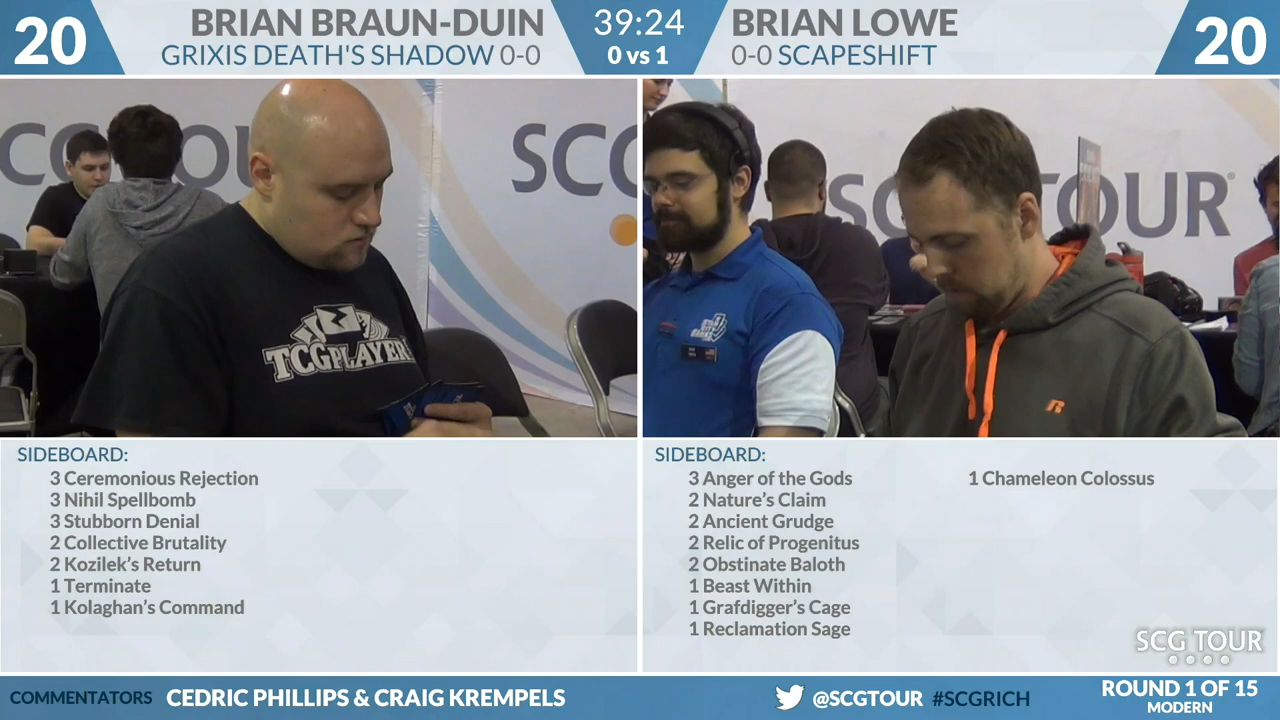 20
BRIAN BRAUN-DUIN
GRIXIS DEATH'S SHADOW 0-0
39:24
0 vs 1
BRIAN LOWE
0-0 SCAPESHIFT
20
SCG TOUR
SCG
TCGPLAYER
SCG TOUR
SIDEBOARD:
3 Ceremonious Rejection
3 Nihil Spellbomb
3 Stubborn Denial
2 Collective Brutality
2 Kozilek's Return
1 Terminate
1 Kolaghan's Command
SIDEBOARD:
3 Anger of the Gods
2 Nature's Claim
2 Ancient Grudge
2 Relic of Progenitus
2 Obstinate Baloth
1 Beast Within
1 Grafdigger's Cage
1 Reclamation Sage
1 Chameleon Colossus
SCG TOUR
COMMENTATORS CEDRIC PHILLIPS & CRAIG KREMPELS
@SCGTOUR #SCGRICH
ROUND 1 OF 15
MODERN